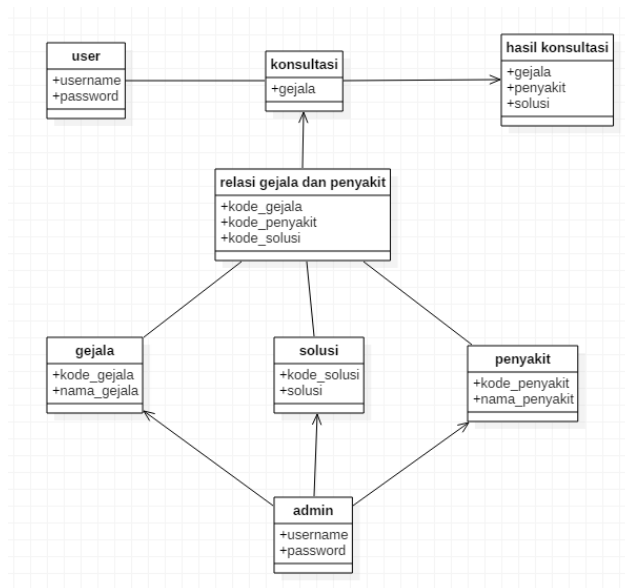 user
+username
+password
konsultasi
+gejala
hasil konsultasi
+gejala
+penyakit
+solusi
relasi gejala dan penyakit
+kode_gejala
+kode_penyakit
+kode_solusi
gejala
+kode_gejala
+nama_gejala
solusi
+kode_solusi
+solusi
penyakit
+kode_penyakit
+nama_penyakit
admin
+username
+password